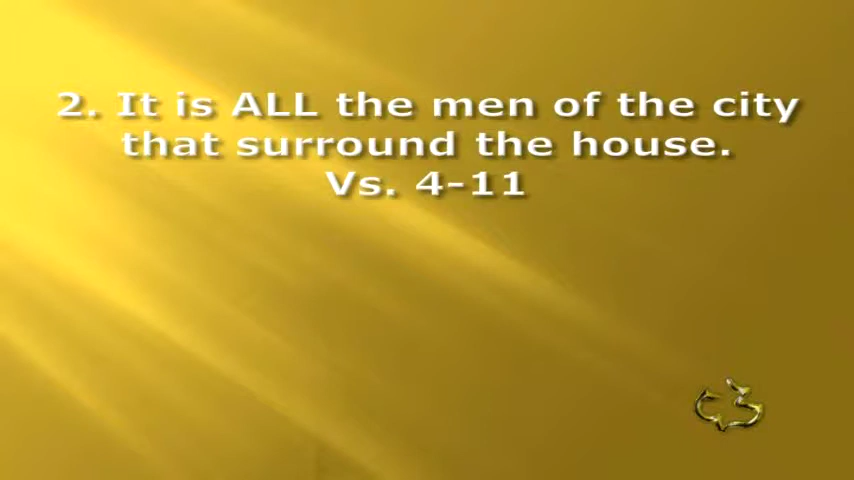 2. It is ALL the men of the city
that surround the house.
Vs. 4-11